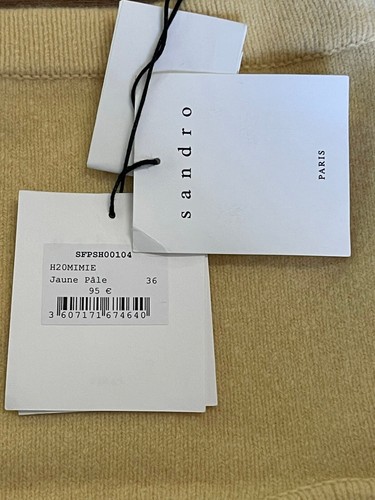 sandro
PARIS
SFPSH00104
H20MIMIE
Jaune Pâle 36
95 €
3 607171 674640